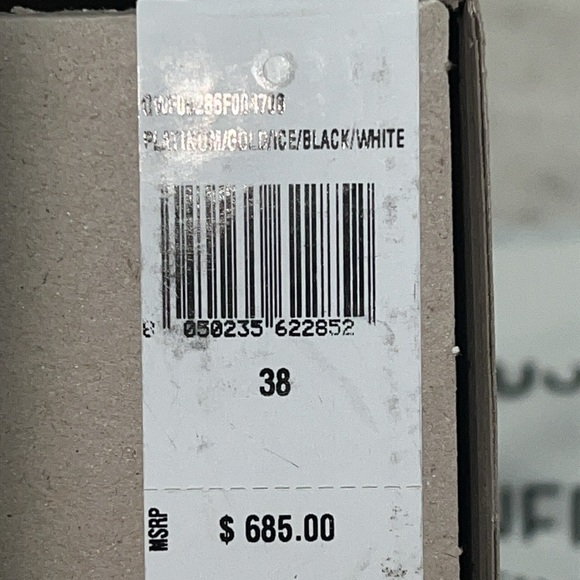 PLATINUM/GOLD/ICE/BLACK/WHITE
8 050235 622852
38
MSRP
$ 685.00